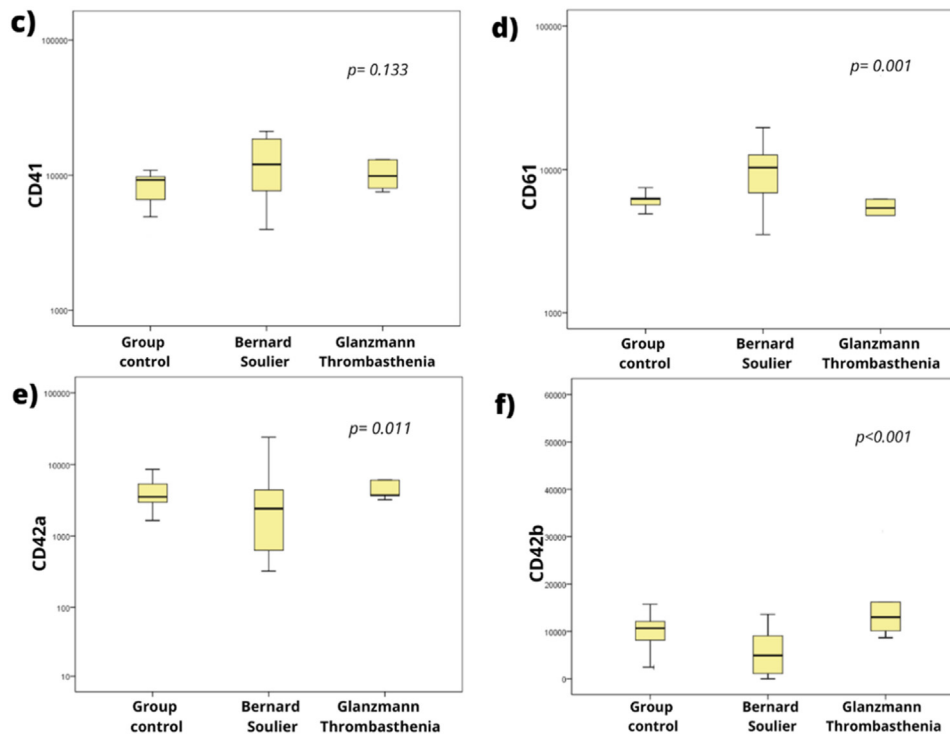 c)
100000
p= 0.133
CD41
10000
1000
Group control
Bernard Soulier
Glanzmann Thrombasthenia
d)
100000
p= 0.001
CD61
10000
1000
Group control
Bernard Soulier
Glanzmann Thrombasthenia
e)
100000
p= 0.011
10000
CD42a
1000
100
10
Group control
Bernard Soulier
Glanzmann Thrombasthenia
f)
60000
50000
p<0.001
40000
30000
CD42b
20000
10000
0
Group control
Bernard Soulier
Glanzmann Thrombasthenia